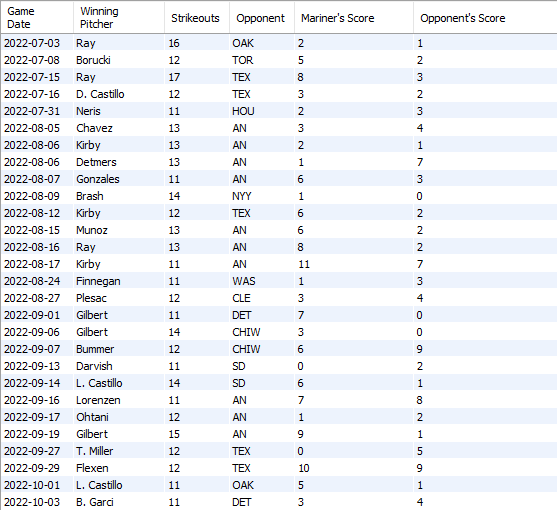 Game Date Winning Pitcher Strikeouts Opponent Mariner's Score Opponent's Score
2022-07-03 Ray 16 OAK 2 1
2022-07-08 Borucki 12 TOR 5 2
2022-07-15 Ray 17 TEX 8 3
2022-07-16 D. Castillo 12 TEX 3 2
2022-07-31 Neris 11 HOU 2 3
2022-08-05 Chavez 13 AN 3 4
2022-08-06 Kirby 13 AN 2 1
2022-08-06 Detmers 13 AN 1 7
2022-08-07 Gonzales 11 AN 6 3
2022-08-09 Brash 14 NYY 1 0
2022-08-12 Kirby 12 TEX 6 2
2022-08-15 Munoz 13 AN 6 2
2022-08-16 Ray 13 AN 8 2
2022-08-17 Kirby 11 AN 11 7
2022-08-24 Finnegan 11 WAS 1 3
2022-08-27 Plesac 12 CLE 3 4
2022-09-01 Gilbert 11 DET 7 0
2022-09-06 Gilbert 14 CHIW 3 0
2022-09-07 Bummer 12 CHIW 6 9
2022-09-13 Darvish 11 SD 0 2
2022-09-14 L. Castillo 14 SD 6 1
2022-09-16 Lorenzen 11 AN 7 8
2022-09-17 Ohtani 12 AN 1 2
2022-09-19 Gilbert 15 AN 9 1
2022-09-27 T. Miller 12 TEX 0 5
2022-09-29 Flexen 12 TEX 10 9
2022-10-01 L. Castillo 11 OAK 5 1
2022-10-03 B. Garci 11 DET 3 4